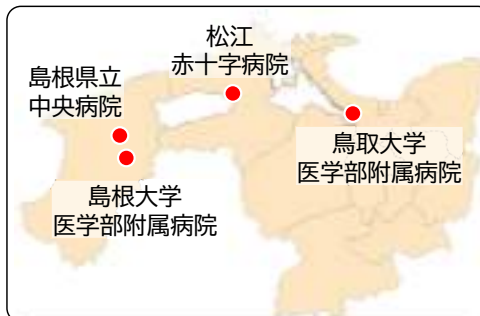 松江
赤十字病院
島根県立
中央病院
鳥取大学
医学部附属病院
島根大学
医学部附属病院